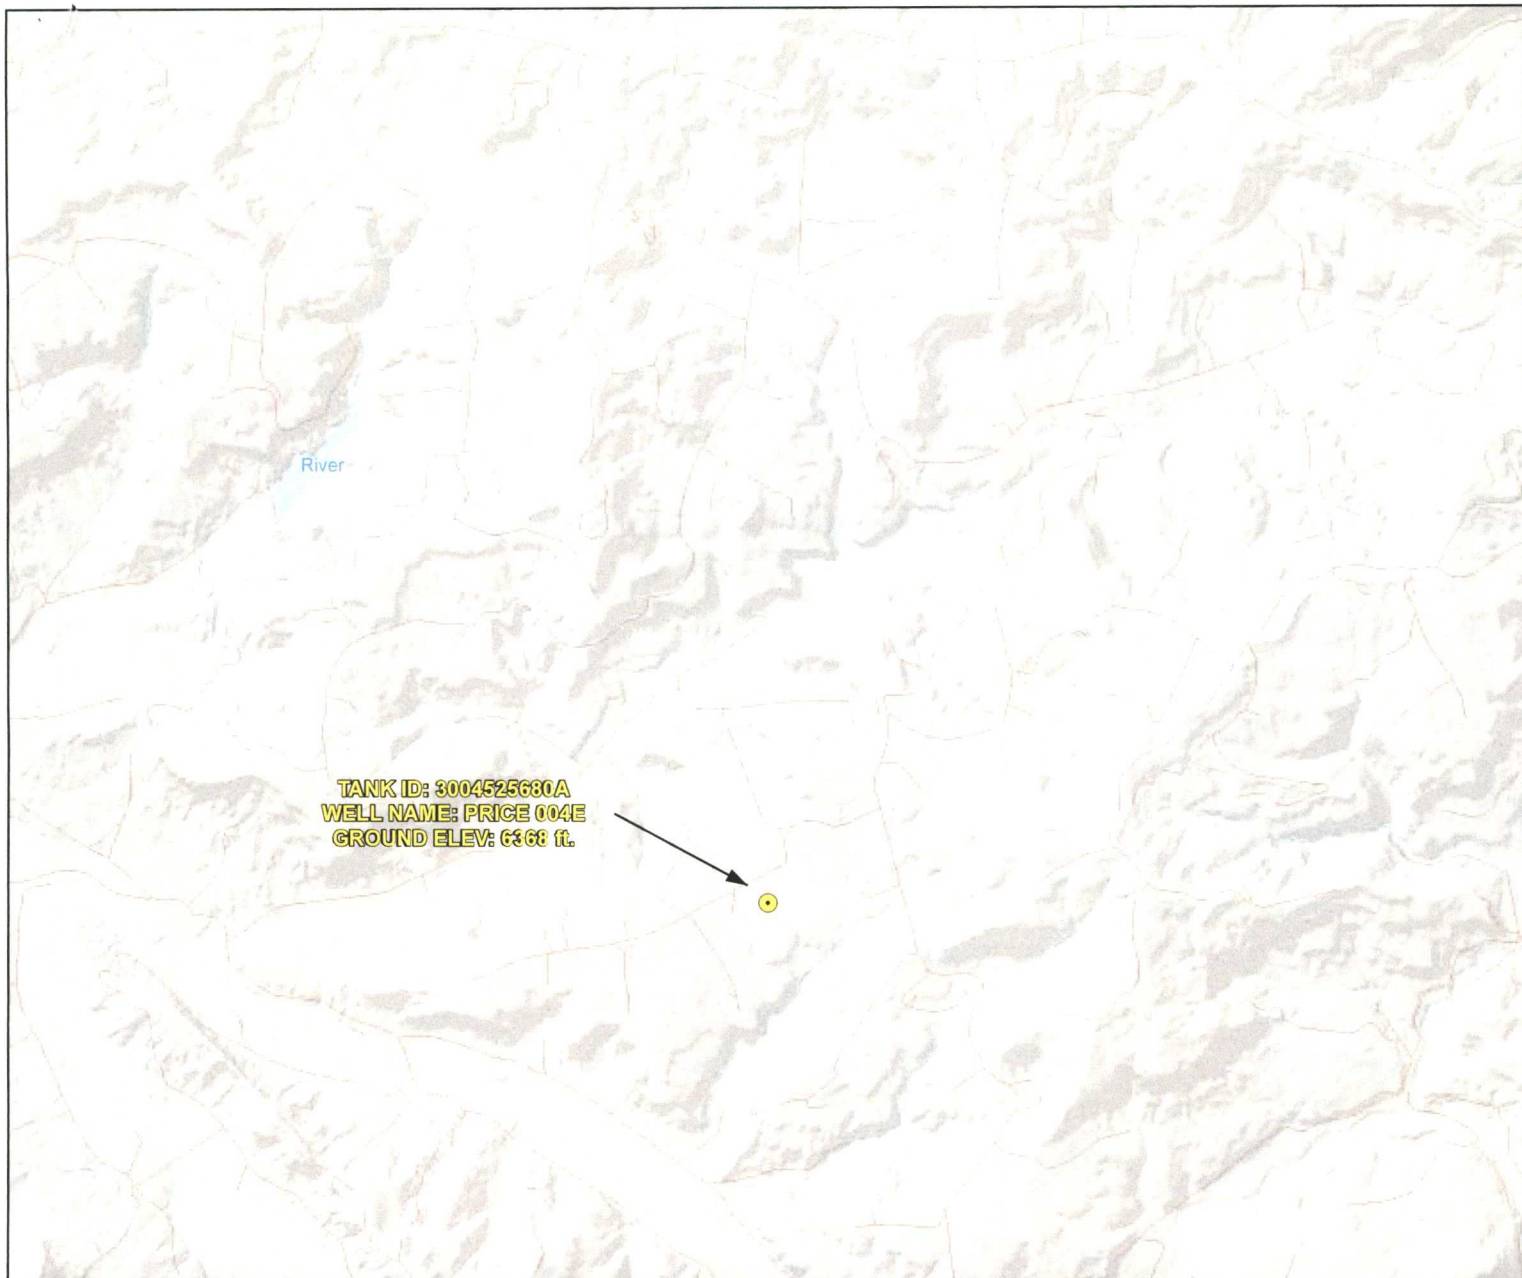 River
TANK ID: 3004525680A
WELL NAME: PRICE 004E
GROUND ELEV: 6368 ft.